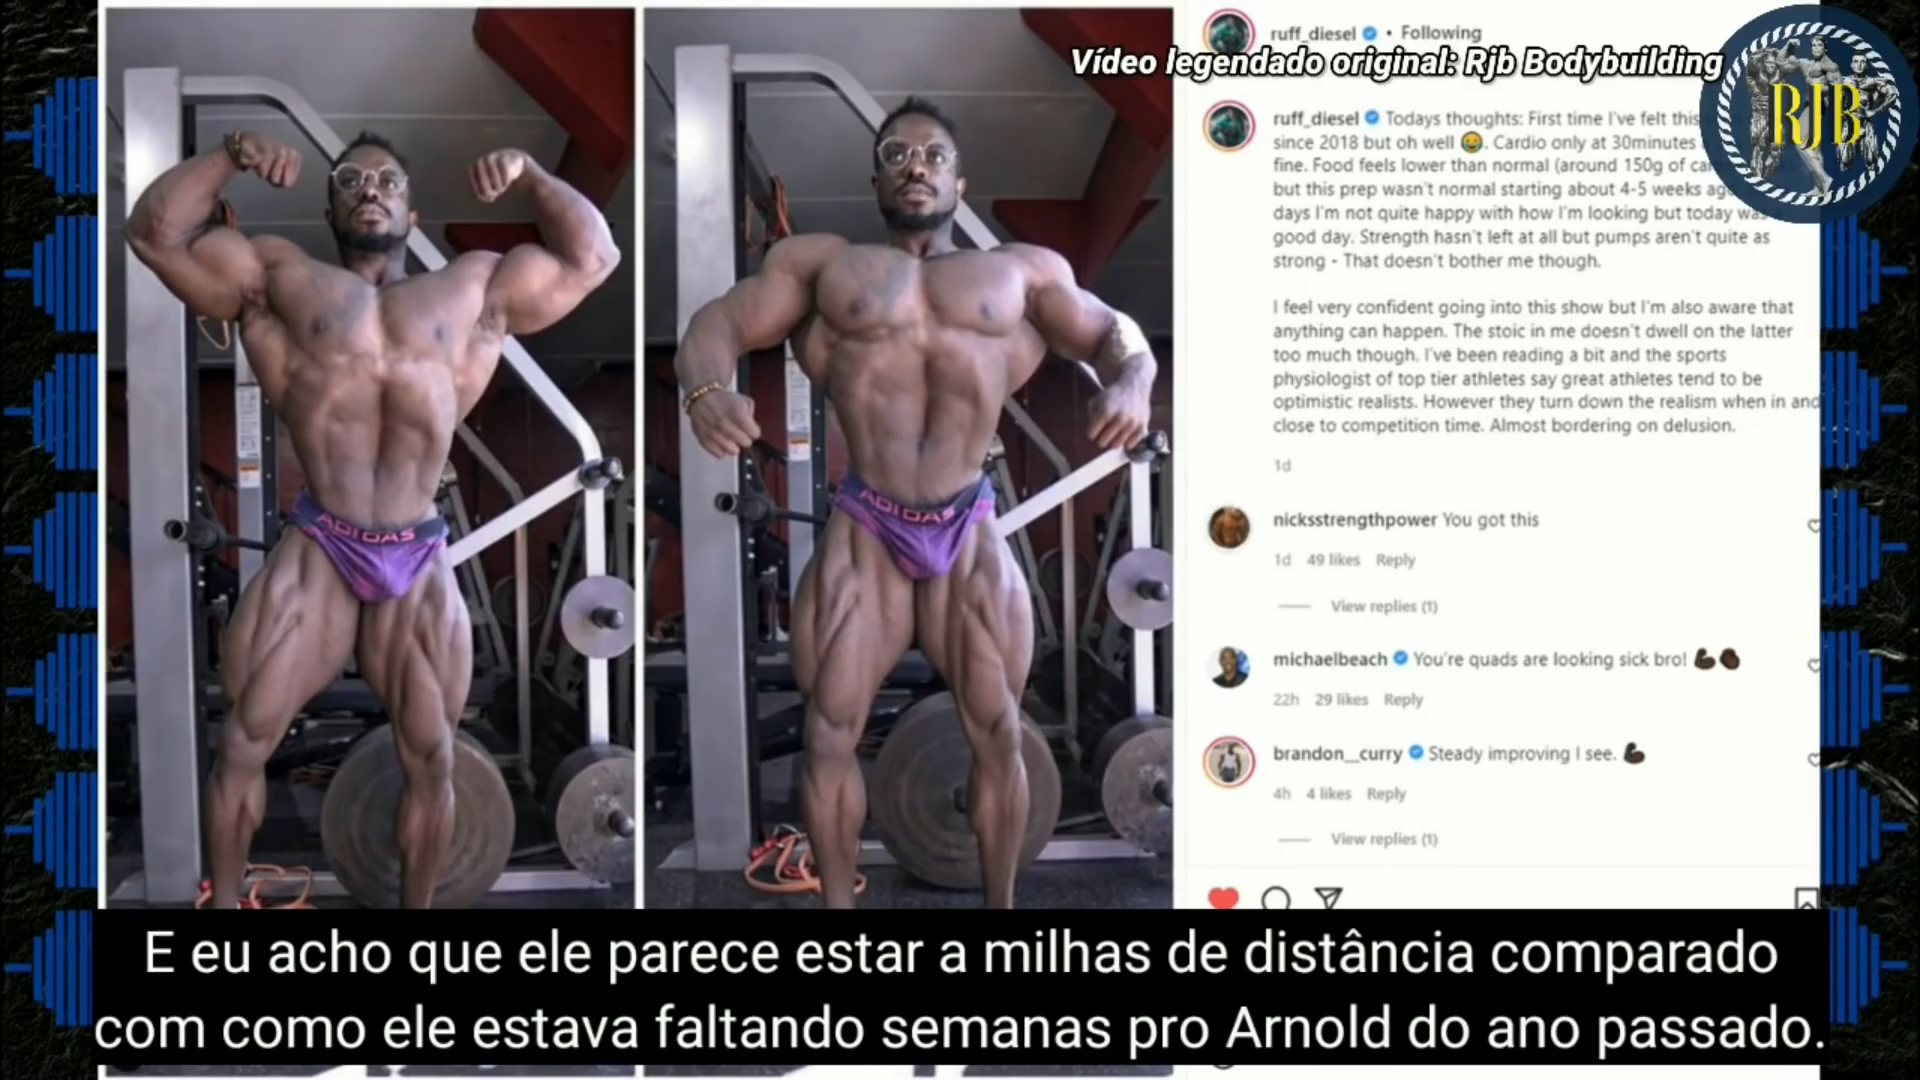 ruff_diesel • Following
Vídeo legendado original: Rjb Bodybuilding
RJB
ruff_diesel Todays thoughts: First time I've felt this
since 2018 but oh well 😂. Cardio only at 30minutes
fine. Food feels lower than normal (around 150g of
but this prep wasn't normal starting about 4-5 weeks
days I'm not quite happy with how I'm looking but today
good day. Strength hasn't left at all but pumps aren't quite as
strong - That doesn't bother me though.
I feel very confident going into this show but I'm also aware that
anything can happen. The stoic in me doesn't dwell on the latter
too much though. I've been reading a bit and the sports
physiologist of top tier athletes say great athletes tend to be
optimistic realists. However they turn down the realism when in and
close to competition time. Almost bordering on delusion.
1d
nicksstrengthpower You got this
1d 49 likes Reply
View replies (1)
michaelbeach You're quads are looking sick bro!
22h 29 likes Reply
brandon__curry Steady improving I see.
4h 4 likes Reply
View replies (1)
ADIDAS
ADIDAS
E eu acho que ele parece estar a milhas de distância comparado
com como ele estava faltando semanas pro Arnold do ano passado.